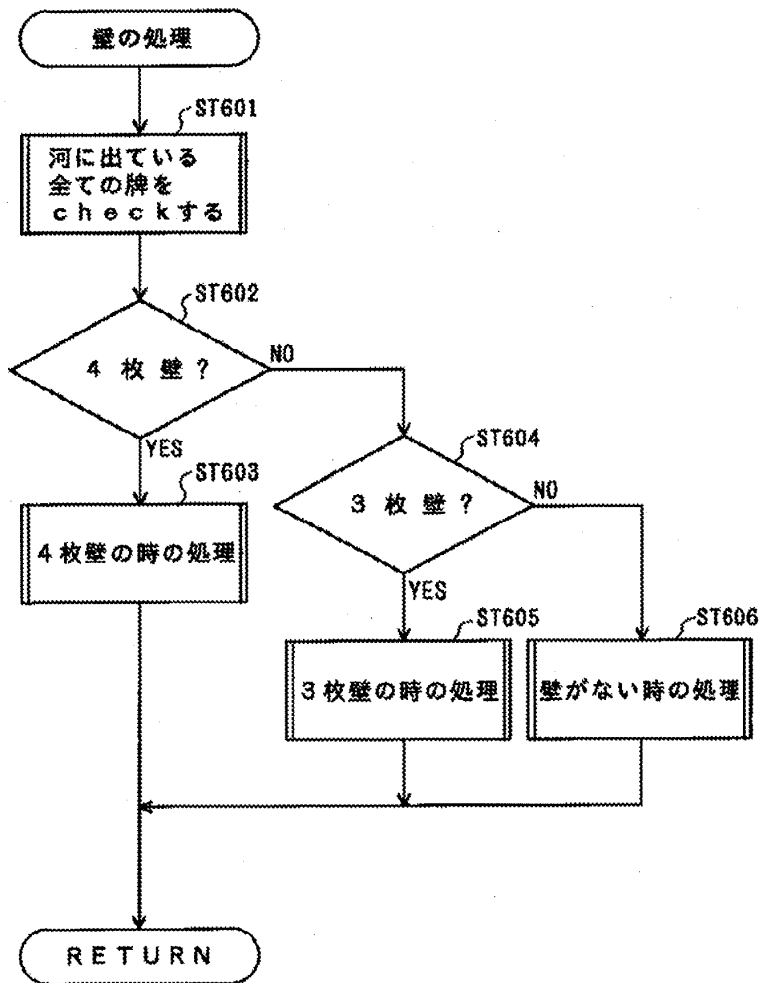 壁の処理
ST601
河に出ている
全ての牌を
ｃｈｅｃｋする
ST602
４枚壁？
NO
YES
ST603
４枚壁の時の処理
ST604
３枚壁？
NO
YES
ST605
３枚壁の時の処理
ST606
壁がない時の処理
ＲＥＴＵＲＮ